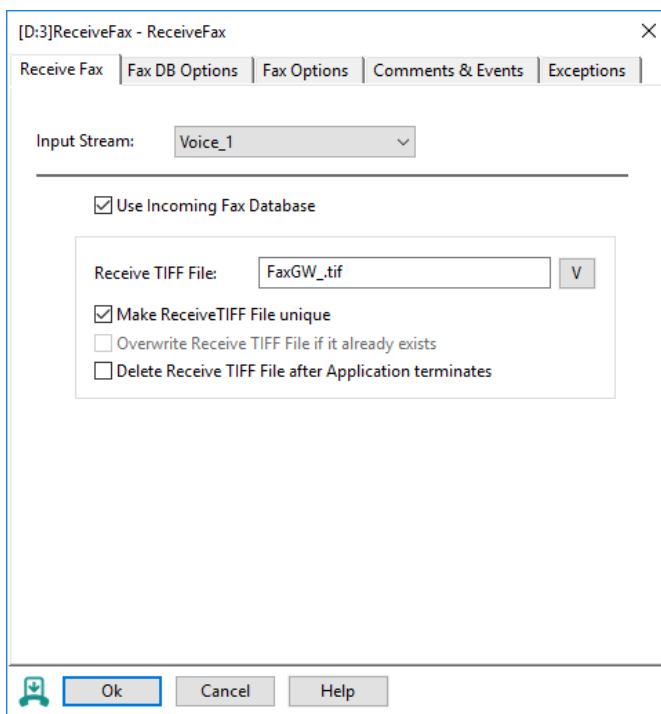 [D:3]ReceiveFax - ReceiveFax
Receive Fax Fax DB Options Fax Options Comments & Events Exceptions
Input Stream: Voice_1
Use Incoming Fax Database
Receive TIFF File: FaxGW_.tif V
Make ReceiveTIFF File unique
Overwrite Receive TIFF File if it already exists
Delete Receive TIFF File after Application terminates
Ok Cancel Help